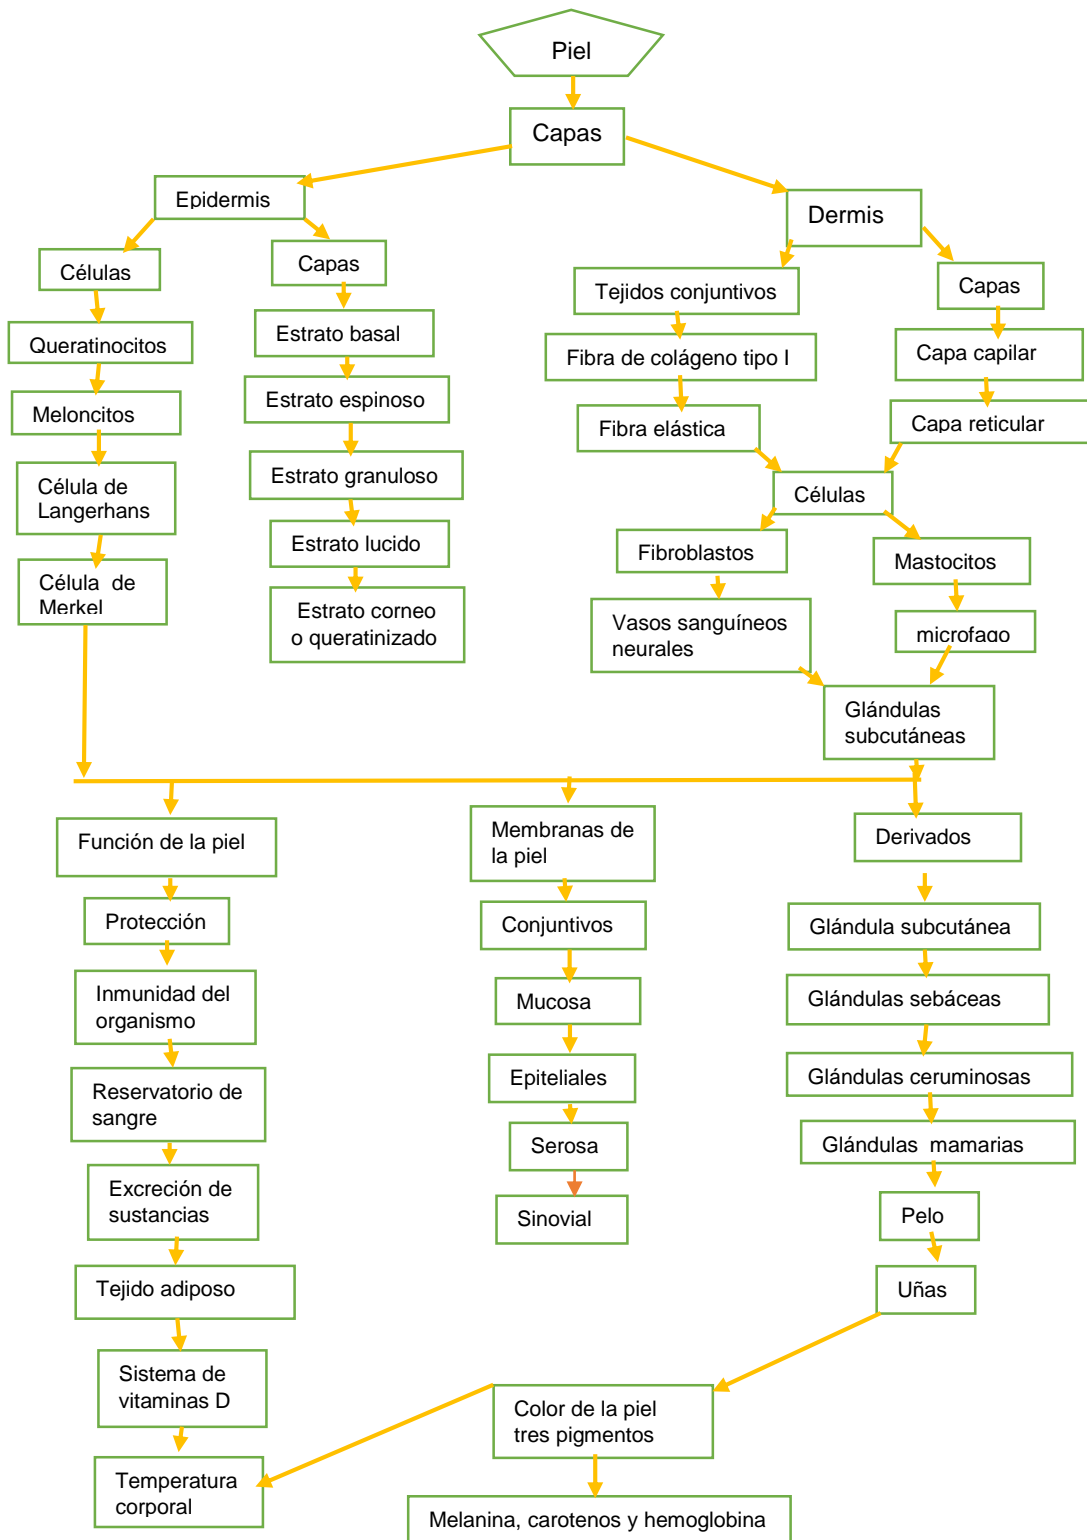 Piel
Capas
Epidermis
Dermis
Células
Capas
Tejidos conjuntivos
Capas
Queratinocitos
Estrato basal
Fibra de colágeno tipo I
Capa capilar
Meloncitos
Estrato espinoso
Fibra elástica
Capa reticular
Célula de
Langerhans
Estrato granuloso
Células
Estrato lucido
Fibroblastos
Mastocitos
Célula  de
Merkel
Estrato corneo
o queratinizado
Vasos sanguíneos
neurales
microfago
Glándulas
subcutáneas
Función de la piel
Membranas de
la piel
Derivados
Protección
Conjuntivos
Glándula subcutánea
Inmunidad del
organismo
Mucosa
Glándulas sebáceas
Reservatorio de
sangre
Epiteliales
Glándulas ceruminosas
Serosa
Glándulas  mamarias
Excreción de
sustancias
Sinovial
Pelo
Tejido adiposo
Uñas
Sistema de
vitaminas D
Color de la piel
tres pigmentos
Temperatura
corporal
Melanina, carotenos y hemoglobina